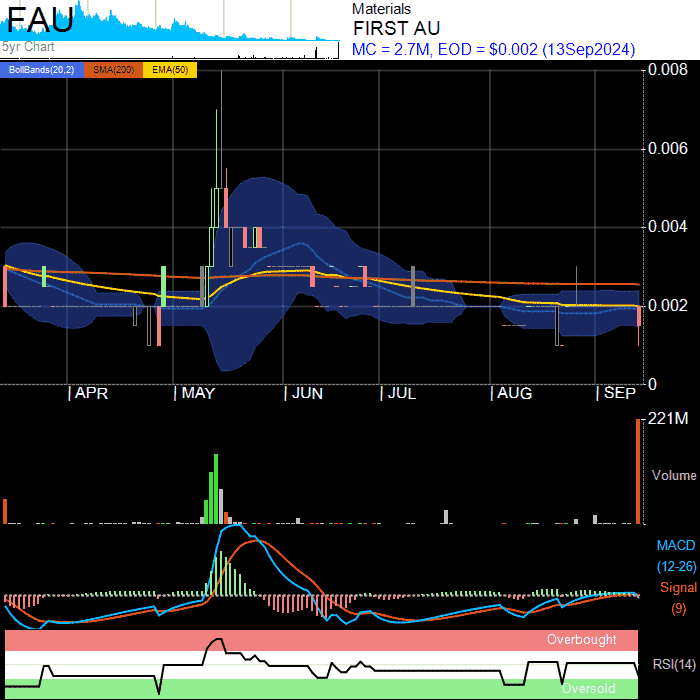 FAU
5yr Chart
Materials
FIRST AU
MC = 2.7M, EOD = $0.002 (13Sep2024)
BollBands(20,2) SMA(200) EMA(50)
0.008
0.006
0.004
0.002
0
| APR | MAY | JUN | JUL | AUG | SEP
221M
Volume
MACD
(12-26)
Signal
(9)
Overbought
RSI(14)
Oversold